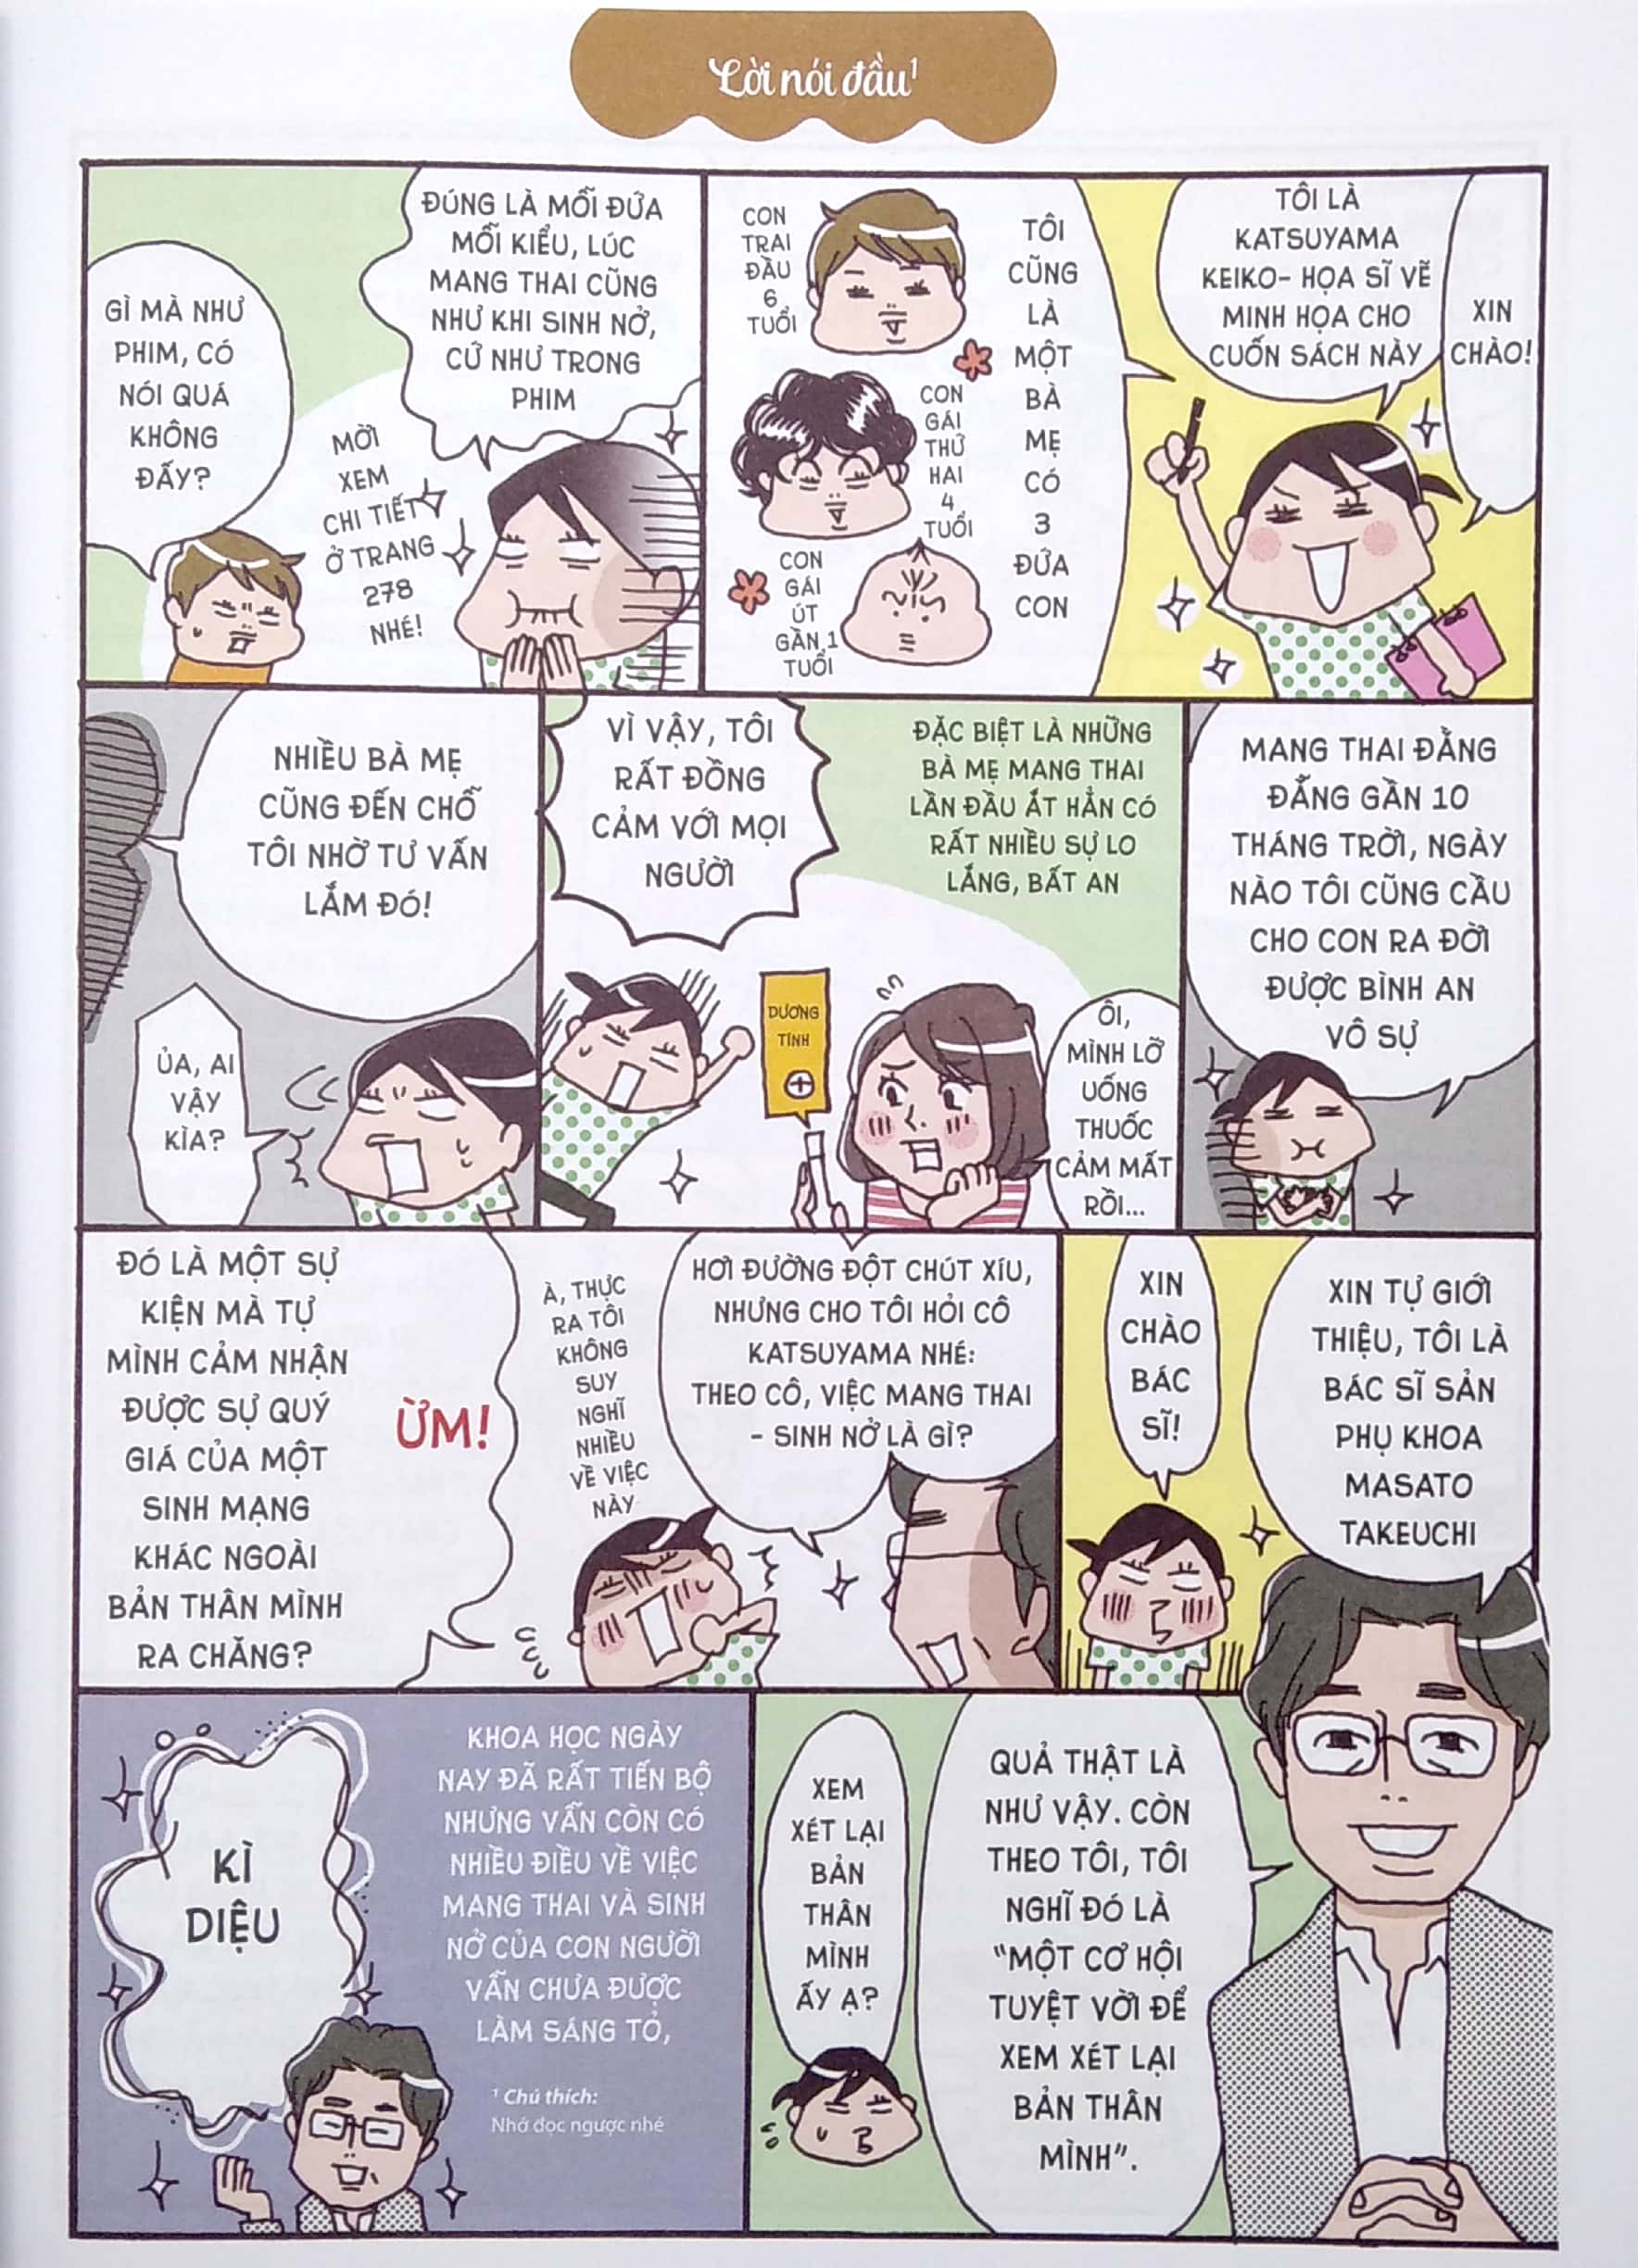 Lời nói đầu¹
XIN
CHÀO!
TÔI LÀ
KATSUYAMA
KEIKO- HỌA SĨ VẼ
MINH HỌA CHO
CUỐN SÁCH NÀY
TÔI
CŨNG
LÀ
MỘT
BÀ
MẸ
CÓ
3
ĐỨA
CON
CON
TRAI
ĐẦU
6
TUỔI
CON
GÁI
THỨ
HAI
4
TUỔI
CON
GÁI
ÚT
GẦN 1
TUỔI
ĐÚNG LÀ MỖI ĐỨA
MỖI KIỂU, LÚC
MANG THAI CŨNG
NHƯ KHI SINH NỞ,
CỨ NHƯ TRONG
PHIM
MỜI
XEM
CHI TIẾT
Ở TRANG
278
NHÉ!
GÌ MÀ NHƯ
PHIM, CÓ
NÓI QUÁ
KHÔNG
ĐẤY?
MANG THAI ĐẰNG
ĐẴNG GẦN 10
THÁNG TRỜI, NGÀY
NÀO TÔI CŨNG CẦU
CHO CON RA ĐỜI
ĐƯỢC BÌNH AN
VÔ SỰ
ĐẶC BIỆT LÀ NHỮNG
BÀ MẸ MANG THAI
LẦN ĐẦU ẮT HẲN CÓ
RẤT NHIỀU SỰ LO
LẮNG, BẤT AN
ÔI,
MÌNH LỠ
UỐNG
THUỐC
CẢM MẤT
RỒI...
DƯƠNG
TÍNH
VÌ VẬY, TÔI
RẤT ĐỒNG
CẢM VỚI MỌI
NGƯỜI
NHIỀU BÀ MẸ
CŨNG ĐẾN CHỖ
TÔI NHỜ TƯ VẤN
LẮM ĐÓ!
ỦA, AI
VẬY
KÌA?
XIN TỰ GIỚI
THIỆU, TÔI LÀ
BÁC SĨ SẢN
PHỤ KHOA
MASATO
TAKEUCHI
XIN
CHÀO
BÁC
SĨ!
HƠI ĐƯỜNG ĐỘT CHÚT XÍU,
NHƯNG CHO TÔI HỎI CÔ
KATSUYAMA NHÉ:
THEO CÔ, VIỆC MANG THAI
- SINH NỞ LÀ GÌ?
À, THỰC
RA TÔI
KHÔNG
SUY
NGHĨ
NHIỀU
VỀ VIỆC
NÀY
ỪM!
ĐÓ LÀ MỘT SỰ
KIỆN MÀ TỰ
MÌNH CẢM NHẬN
ĐƯỢC SỰ QUÝ
GIÁ CỦA MỘT
SINH MẠNG
KHÁC NGOÀI
BẢN THÂN MÌNH
RA CHĂNG?
QUẢ THẬT LÀ
NHƯ VẬY. CÒN
THEO TÔI, TÔI
NGHĨ ĐÓ LÀ
“MỘT CƠ HỘI
TUYỆT VỜI ĐỂ
XEM XÉT LẠI
BẢN THÂN
MÌNH”.
XEM
XÉT LẠI
BẢN
THÂN
MÌNH
ẤY Ạ?
KHOA HỌC NGÀY
NAY ĐÃ RẤT TIẾN BỘ
NHƯNG VẪN CÒN CÓ
NHIỀU ĐIỀU VỀ VIỆC
MANG THAI VÀ SINH
NỞ CỦA CON NGƯỜI
VẪN CHƯA ĐƯỢC
LÀM SÁNG TỎ,
KÌ
DIỆU
¹ Chú thích:
Nhớ đọc ngược nhé